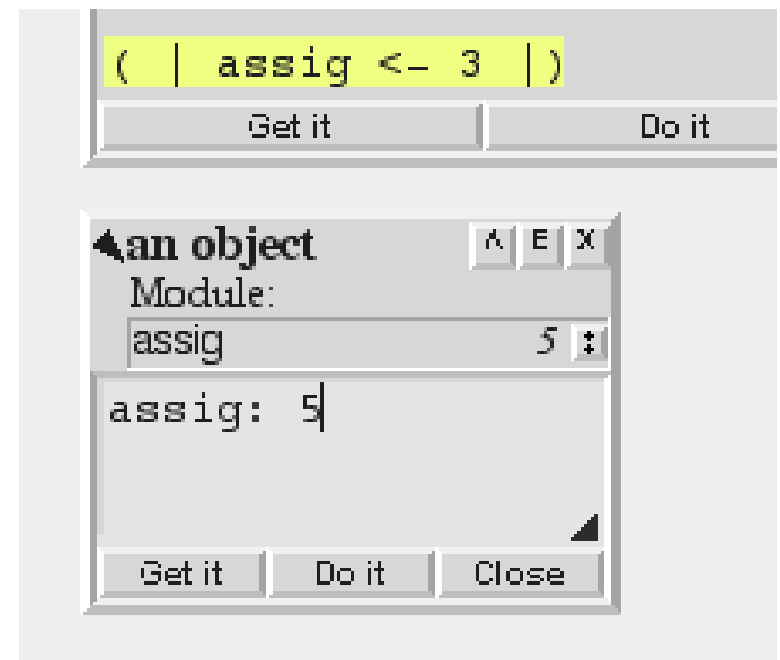 ( | assig <- 3 |)
Get it Do it
an object ʌ E X
Module:
assig 5 :
assig: 5
Get it Do it Close